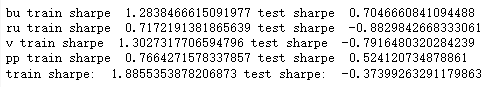 bu train sharpe 1.2838466615091977 test sharpe 0.7046660841094488
ru train sharpe 0.7172191381865639 test sharpe -0.8829842668333061
v train sharpe 1.3027317706594796 test sharpe -0.7916480320284239
pp train sharpe 0.7664271578337857 test sharpe 0.524120734878861
train sharpe: 1.8855353878206873 test sharpe: -0.37399263291179863